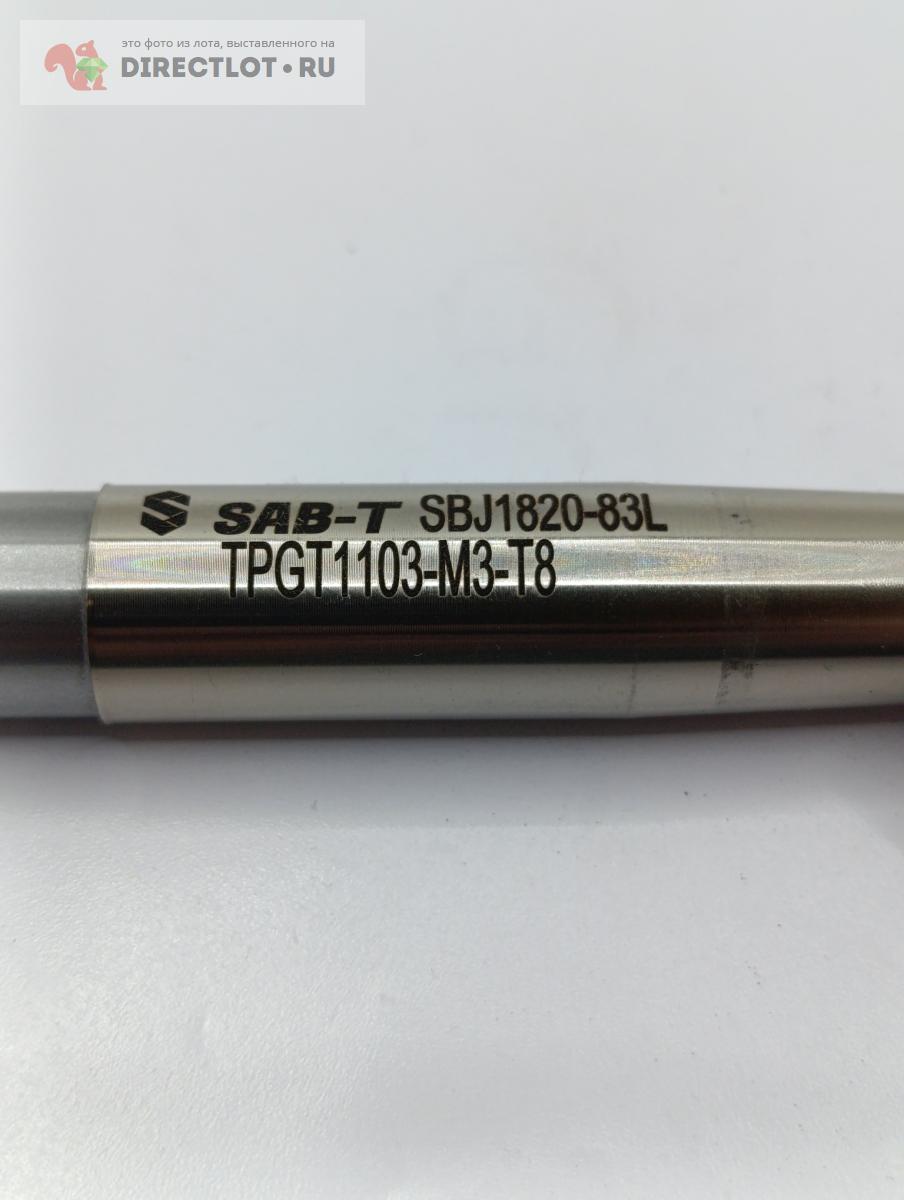 это фото из лота, выставленного на
DIRECTLOT•RU
SAB-T SBJ1820-83L
TPGT1103-M3-T8